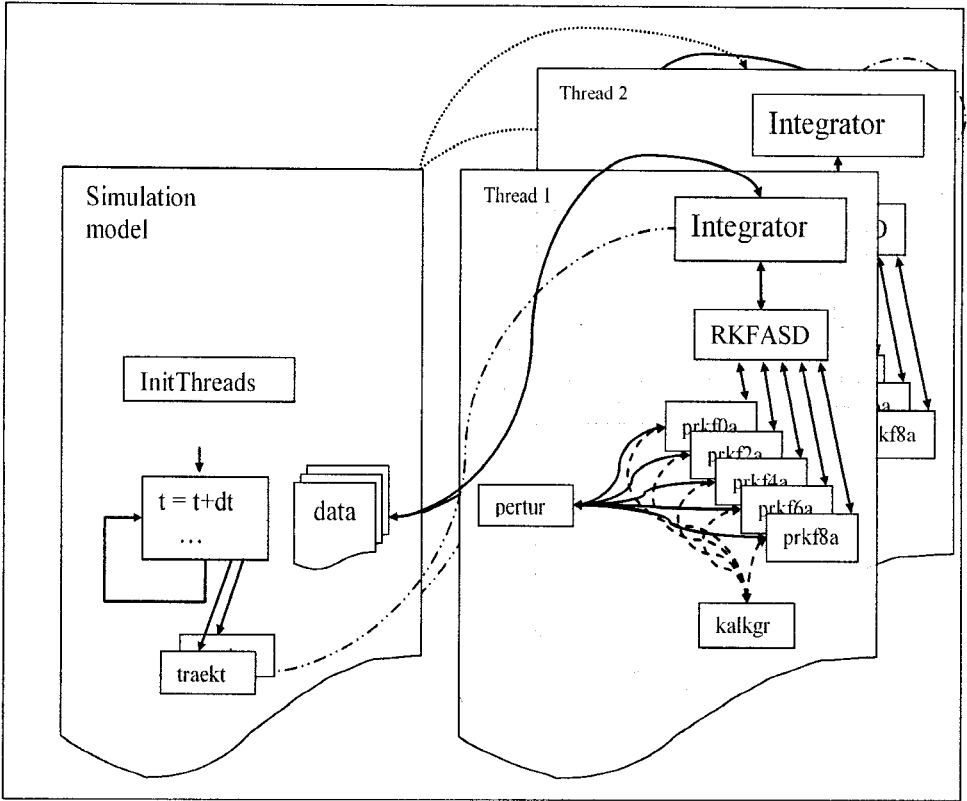 Thread 2
Integrator
Simulation
model
Thread 1
Integrator
D
RKFASD
InitThreads
prkf0a
prkf2a
prkf4a
prkf6a
prkf8a
kf8a
t = t+dt
...
data
pertur
kalkgr
traekt